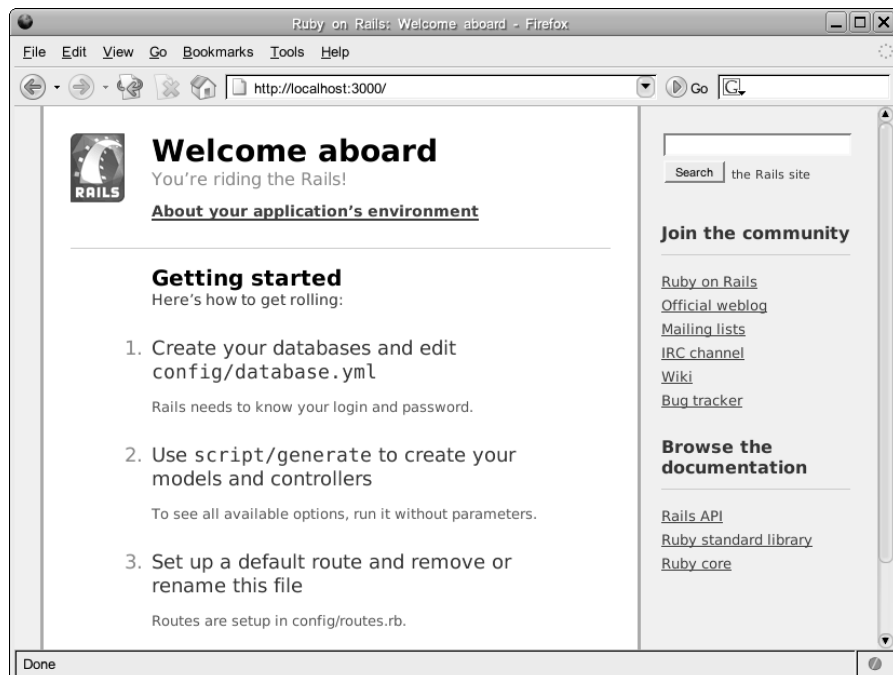 Ruby on Rails: Welcome aboard - Firefox
File Edit View Go Bookmarks Tools Help
http://localhost:3000/ Go G
RAILS
Welcome aboard
You're riding the Rails!
About your application's environment
Getting started
Here's how to get rolling:
1. Create your databases and edit
config/database.yml
Rails needs to know your login and password.
2. Use script/generate to create your
models and controllers
To see all available options, run it without parameters.
3. Set up a default route and remove or
rename this file
Routes are setup in config/routes.rb.
Search the Rails site
Join the community
Ruby on Rails
Official weblog
Mailing lists
IRC channel
Wiki
Bug tracker
Browse the
documentation
Rails API
Ruby standard library
Ruby core
Done